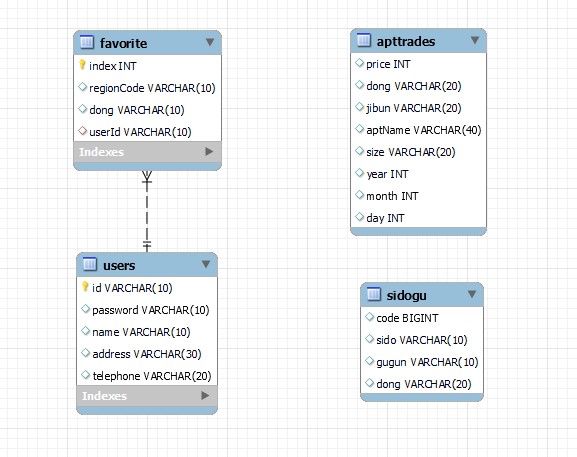 favorite
index INT
regionCode VARCHAR(10)
dong VARCHAR(10)
userId VARCHAR(10)
Indexes
users
id VARCHAR(10)
password VARCHAR(10)
name VARCHAR(10)
address VARCHAR(30)
telephone VARCHAR(20)
Indexes
apttrades
price INT
dong VARCHAR(20)
jibun VARCHAR(20)
aptName VARCHAR(40)
size VARCHAR(20)
year INT
month INT
day INT
sidogu
code BIGINT
sido VARCHAR(10)
gugun VARCHAR(10)
dong VARCHAR(20)